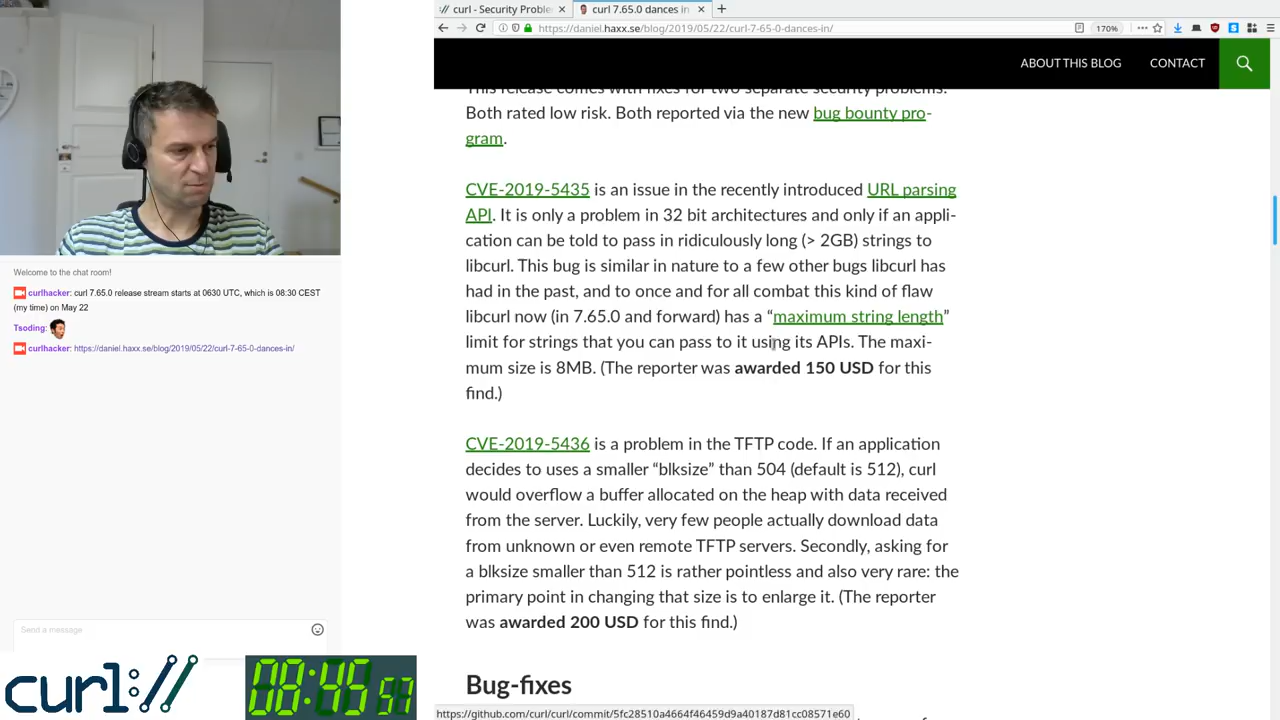 curl - Security Proble
curl 7.65.0 dances in
https://daniel.haxx.se/blog/2019/05/22/curl-7-65-0-dances-in/
170%
ABOUT THIS BLOG CONTACT
This release comes with fixes for two separate security problems.
Both rated low risk. Both reported via the new bug bounty pro-
gram.
CVE-2019-5435 is an issue in the recently introduced URL parsing
API. It is only a problem in 32 bit architectures and only if an appli-
cation can be told to pass in ridiculously long (> 2GB) strings to
libcurl. This bug is similar in nature to a few other bugs libcurl has
had in the past, and to once and for all combat this kind of flaw
libcurl now (in 7.65.0 and forward) has a “maximum string length”
limit for strings that you can pass to it using its APIs. The maxi-
mum size is 8MB. (The reporter was awarded 150 USD for this
find.)
CVE-2019-5436 is a problem in the TFTP code. If an application
decides to uses a smaller “blksize” than 504 (default is 512), curl
would overflow a buffer allocated on the heap with data received
from the server. Luckily, very few people actually download data
from unknown or even remote TFTP servers. Secondly, asking for
a blksize smaller than 512 is rather pointless and also very rare: the
primary point in changing that size is to enlarge it. (The reporter
was awarded 200 USD for this find.)
Bug-fixes
https://github.com/curl/curl/commit/5fc28510a4664f46459d9a40187d81cc08571e60
Welcome to the chat room!
curlhacker: curl 7.65.0 release stream starts at 0630 UTC, which is 08:30 CEST
(my time) on May 22
Tsoding:
curlhacker: https://daniel.haxx.se/blog/2019/05/22/curl-7-65-0-dances-in/
Send a message
curl://